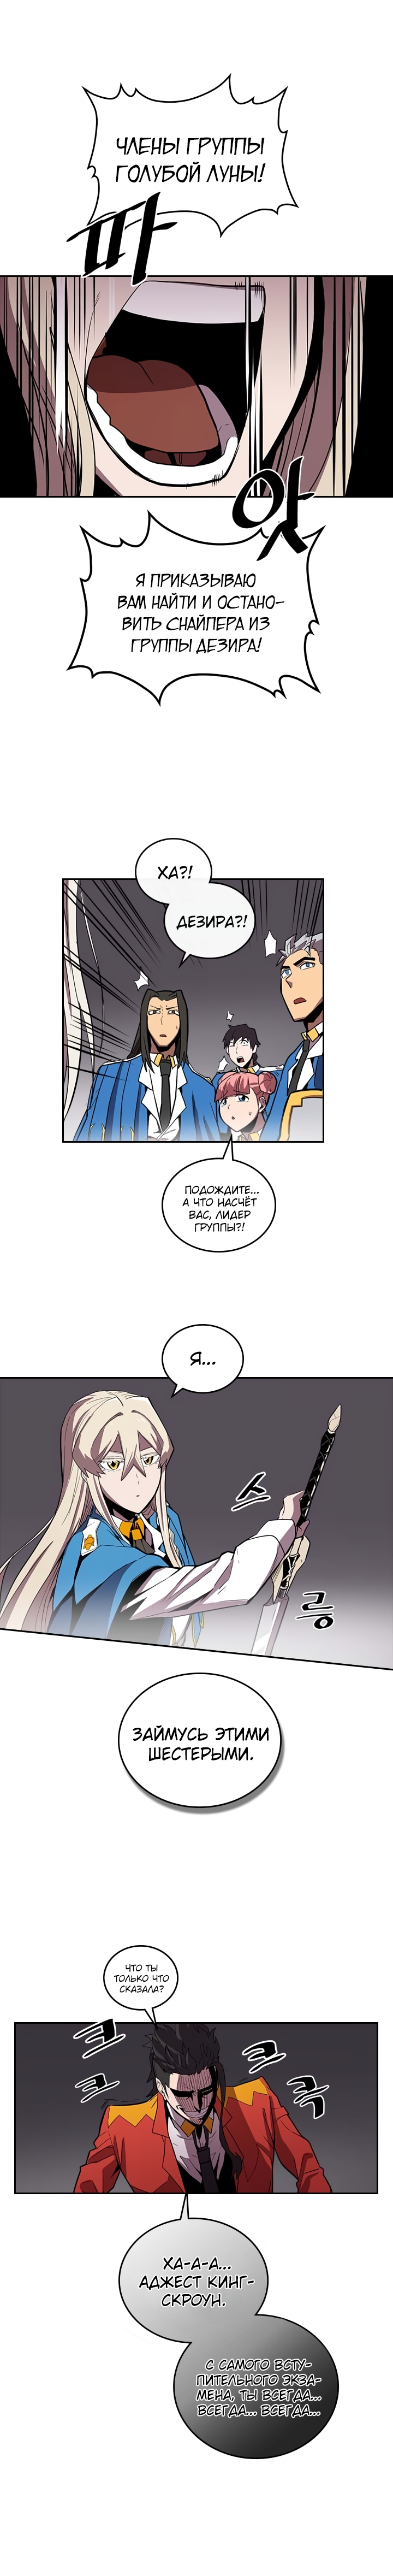 ЧЛЕНЫ ГРУППЫ
ГОЛУБОЙ ЛУНЫ!
따
앗
Я ПРИКАЗЫВАЮ
ВАМ НАЙТИ И ОСТАНО-
ВИТЬ СНАЙПЕРА ИЗ
ГРУППЫ ДЕЗИРА!
ХА?!
ДЕЗИРА?!
ПОДОЖДИТЕ...
А ЧТО НАСЧЁТ
ВАС, ЛИДЕР
ГРУППЫ?!
Я...
스
릉
ЗАЙМУСЬ ЭТИМИ
ШЕСТЕРЫМИ.
ЧТО ТЫ
ТОЛЬКО ЧТО
СКАЗАЛА?
크
크
크
큭
ХА-А-А...
АДЖЕСТ КИНГ-
СКРОУН.
С САМОГО ВСТУ-
ПИТЕЛЬНОГО ЭКЗА-
МЕНА, ТЫ ВСЕГДА...
ВСЕГДА... ВСЕГДА...